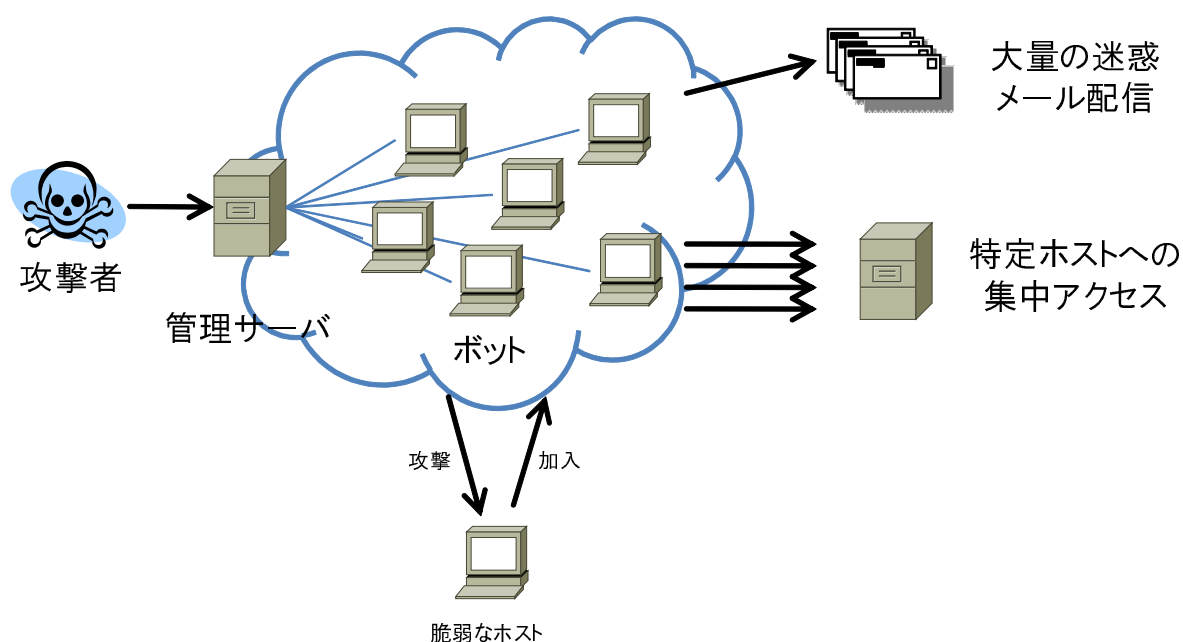 大量の迷惑
メール配信
攻撃者
管理サーバ
ボット
特定ホストへの
集中アクセス
攻撃
加入
脆弱なホスト